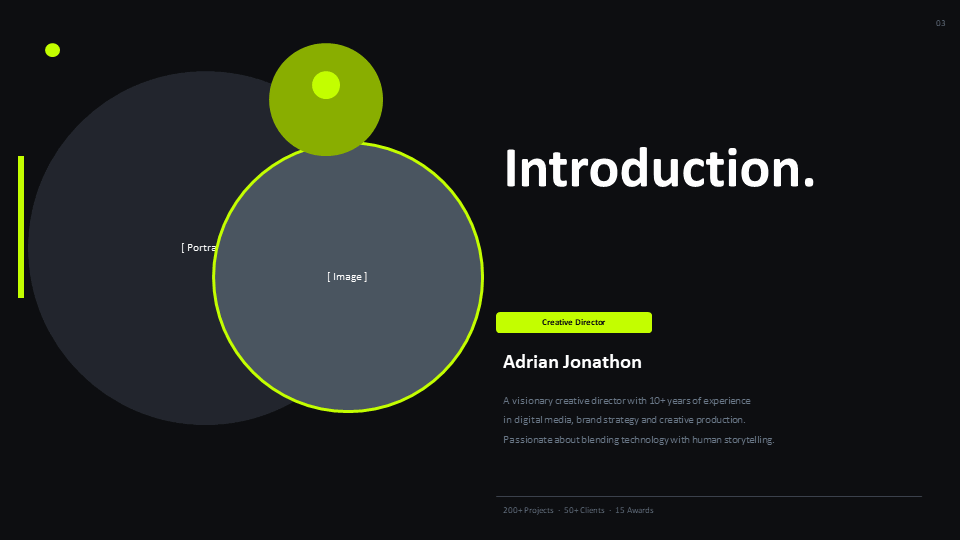 03
Introduction.
[ Portra
[ Image ]
Creative Director
Adrian Jonathon
A visionary creative director with 10+ years of experience
in digital media, brand strategy and creative production.
Passionate about blending technology with human storytelling.
200+ Projects · 50+ Clients · 15 Awards